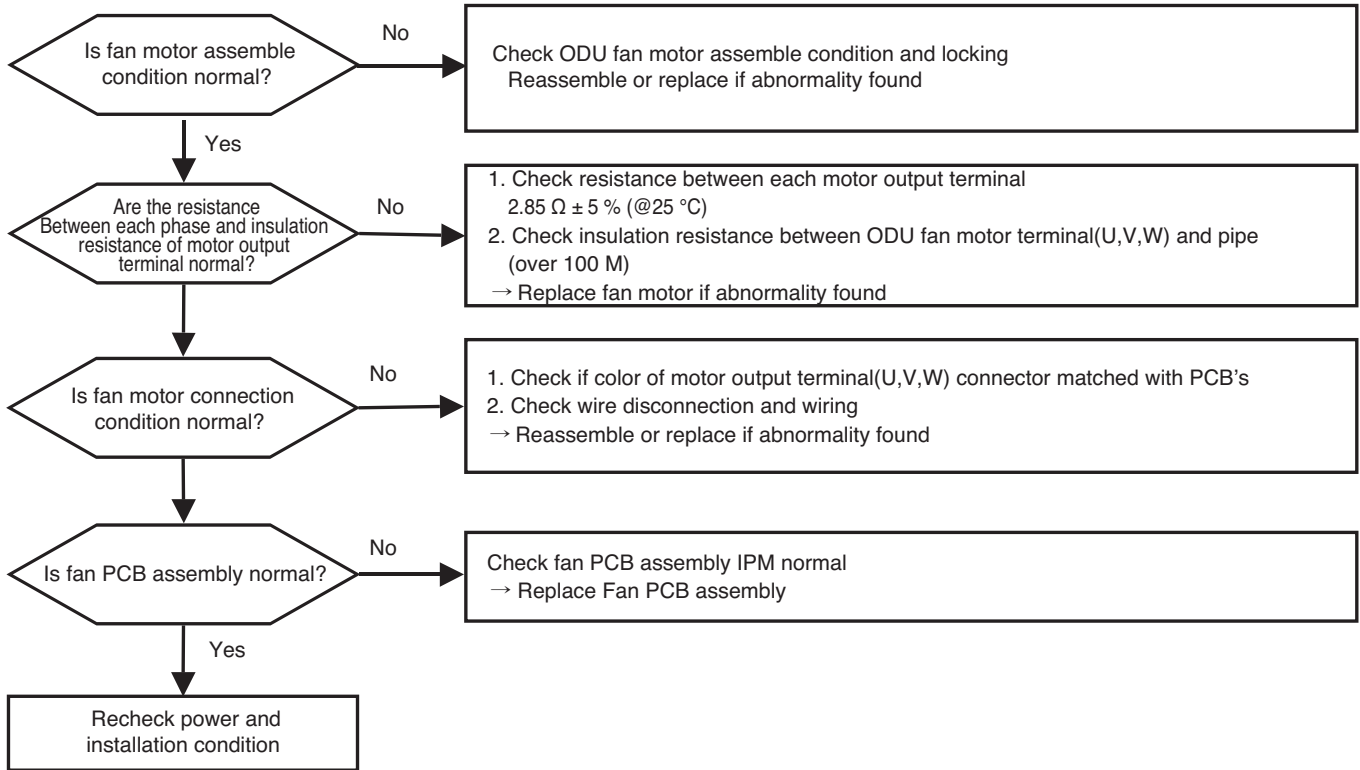 Is fan motor assemble
condition normal?
No
Check ODU fan motor assemble condition and locking
Reassemble or replace if abnormality found
Yes
Are the resistance
Between each phase and insulation
resistance of motor output
terminal normal?
No
1. Check resistance between each motor output terminal
2.85 Ω ± 5 % (@25 °C)
2. Check insulation resistance between ODU fan motor terminal(U,V,W) and pipe
(over 100 M)
→ Replace fan motor if abnormality found
Is fan motor connection
condition normal?
No
1. Check if color of motor output terminal(U,V,W) connector matched with PCB's
2. Check wire disconnection and wiring
→ Reassemble or replace if abnormality found
Is fan PCB assembly normal?
No
Check fan PCB assembly IPM normal
→ Replace Fan PCB assembly
Yes
Recheck power and
installation condition